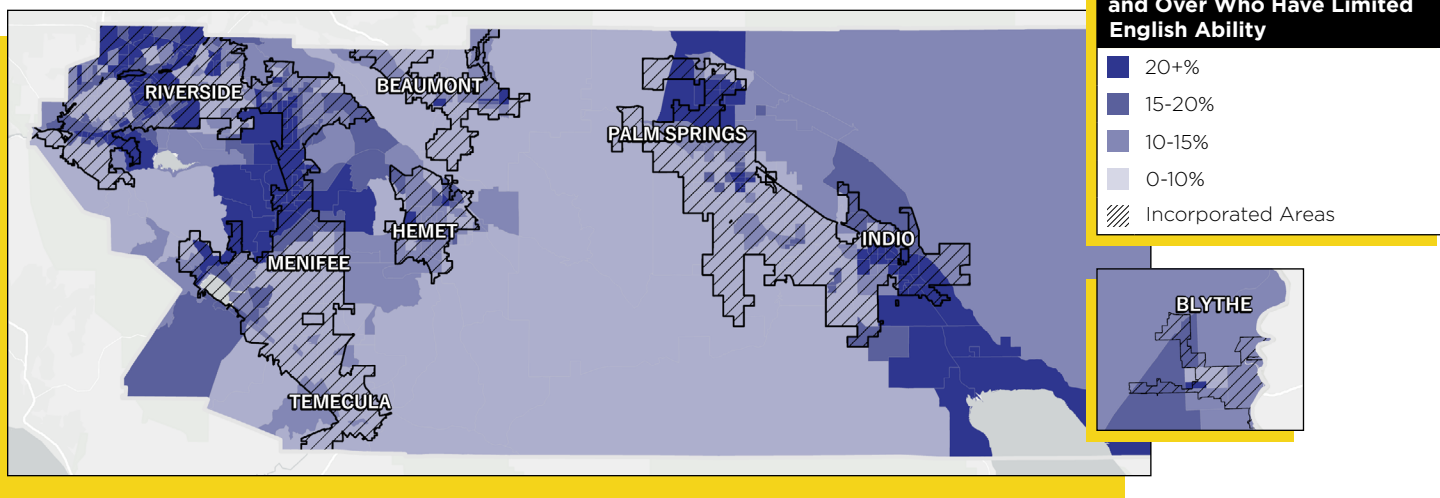 and Over Who Have Limited
English Ability
20+%
15-20%
10-15%
0-10%
Incorporated Areas
RIVERSIDE
BEAUMONT
PALM SPRINGS
HEMET
INDIO
MENIFEE
TEMECULA
BLYTHE